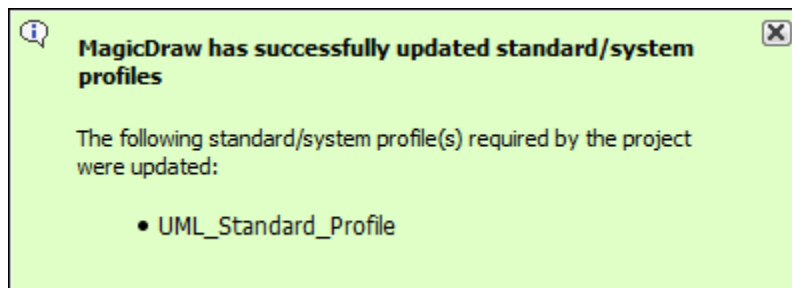 MagicDraw has successfully updated standard/system
profiles
The following standard/system profile(s) required by the project
were updated:
• UML_Standard_Profile